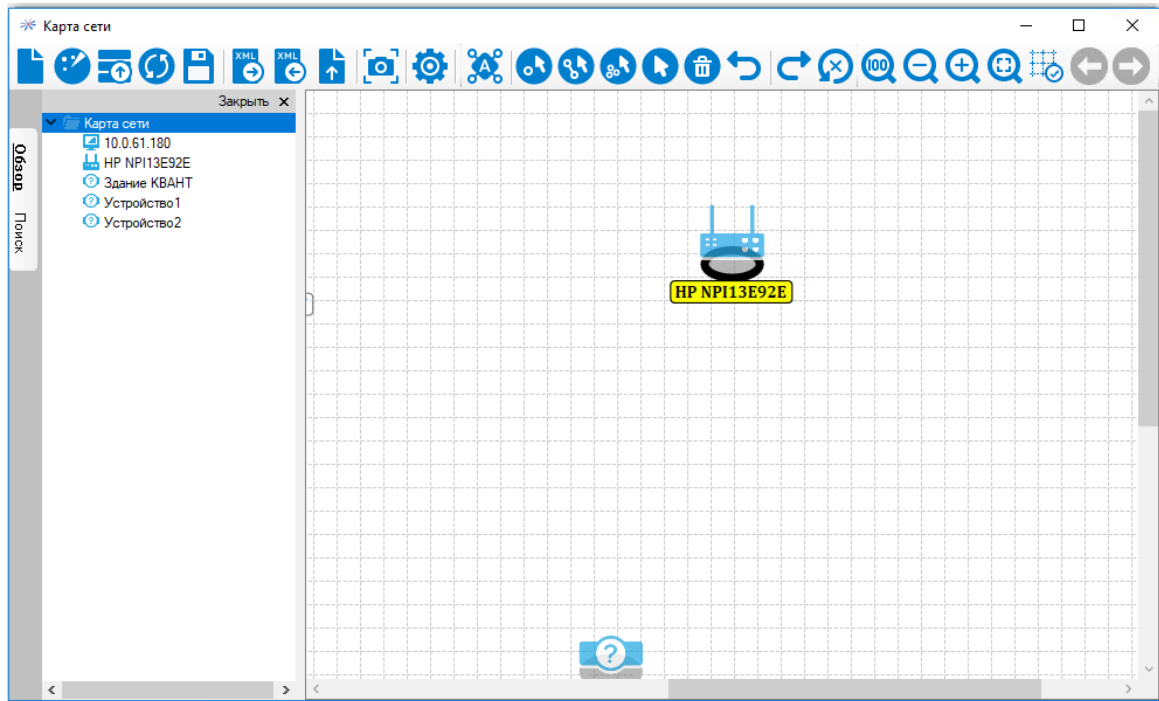 Карта сети
XML
XML
A
100
Закрыть
Обзор
Поиск
Карта сети
10.0.61.180
HP NPI13E92E
Здание КВАНТ
Устройство1
Устройство2
HP NPI13E92E